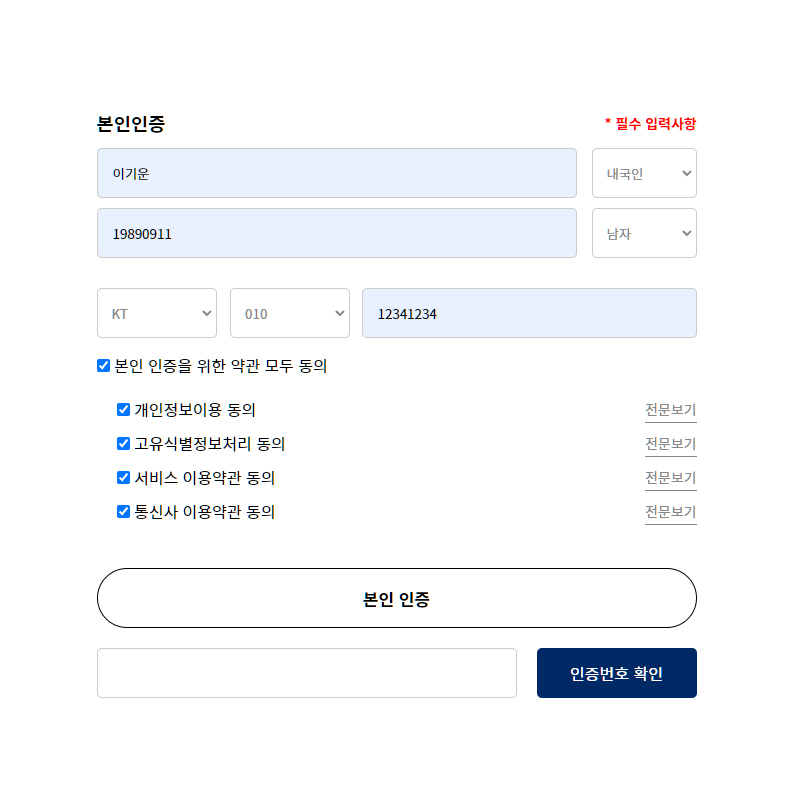 본인인증 * 필수 입력사항
이기운 내국인
19890911 남자
KT 010 12341234
본인 인증을 위한 약관 모두 동의
개인정보이용 동의 전문보기
고유식별정보처리 동의 전문보기
서비스 이용약관 동의 전문보기
통신사 이용약관 동의 전문보기
본인 인증
인증번호 확인